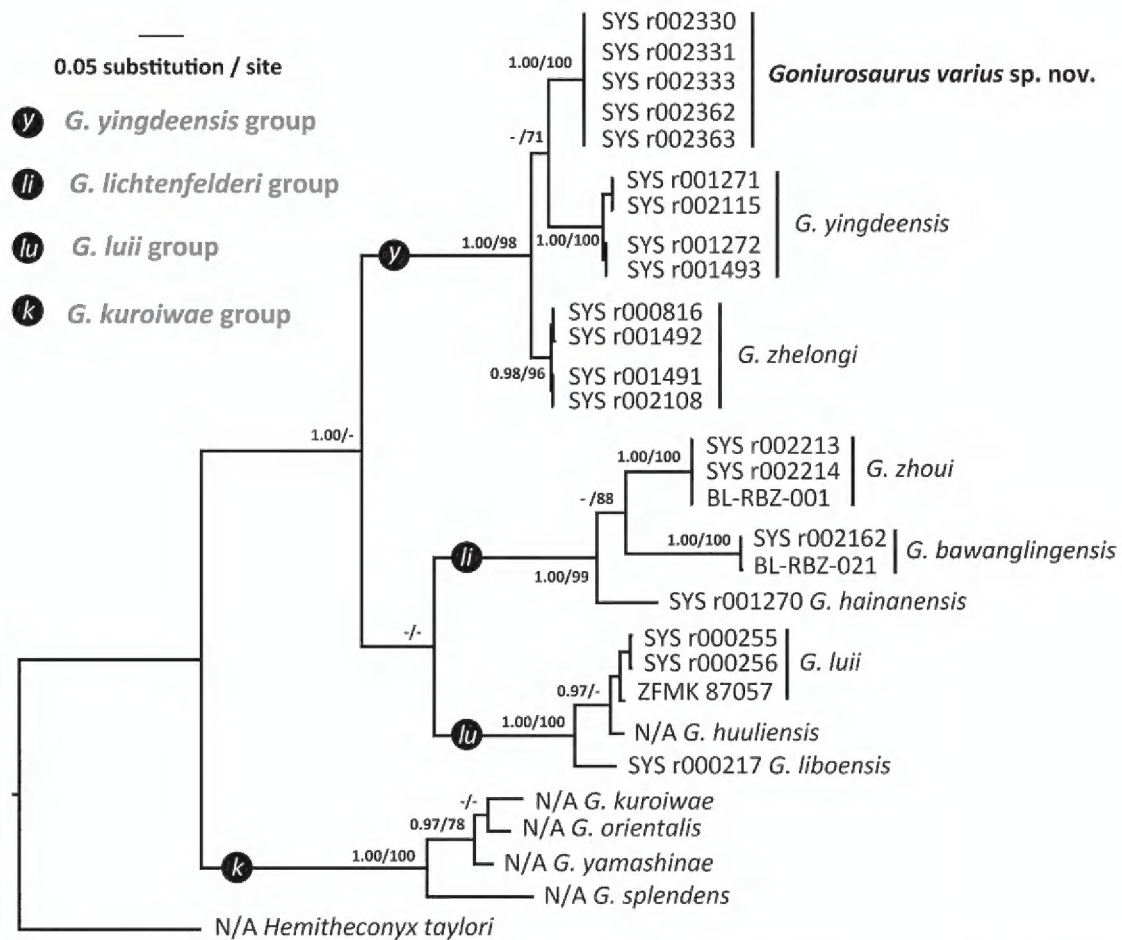 0.05 substitution / site
y G. yingdeensis group
li G. lichtenfelderi group
lu G. luii group
k G. kuroiwae group
SYS r002330
SYS r002331
SYS r002333
SYS r002362
SYS r002363
Goniurosaurus varius sp. nov.
1.00/100
- /71
SYS r001271
SYS r002115
SYS r001272
SYS r001493
G. yingdeensis
1.00/100
y
1.00/98
SYS r000816
SYS r001492
SYS r001491
SYS r002108
G. zhelongi
0.98/96
1.00/-
SYS r002213
SYS r002214
BL-RBZ-001
G. zhoui
1.00/100
- /88
SYS r002162
BL-RBZ-021
G. bawanglingensis
1.00/100
li
1.00/99
SYS r001270 G. hainanensis
-/-
SYS r000255
SYS r000256
ZFMK 87057
G. luii
0.97/-
lu
1.00/100
N/A G. huuliensis
SYS r000217 G. liboensis
-/-
N/A G. kuroiwae
N/A G. orientalis
0.97/78
N/A G. yamashinae
k
1.00/100
N/A G. splendens
N/A Hemitheconyx taylori